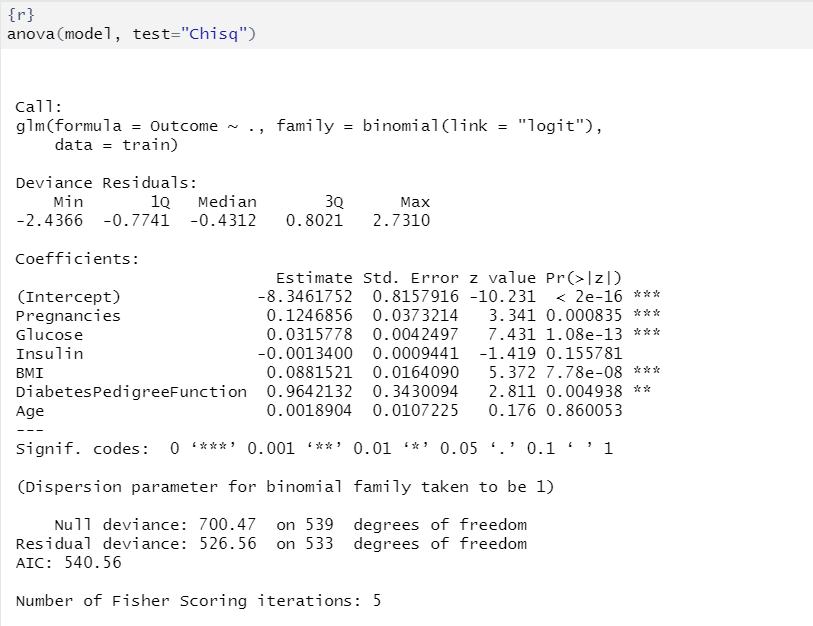 {r}
anova(model, test="Chisq")
Call:
glm(formula = Outcome ~ ., family = binomial(link = "logit"),
    data = train)
Deviance Residuals:
    Min       1Q   Median       3Q      Max
-2.4366  -0.7741  -0.4312   0.8021   2.7310
Coefficients:
                           Estimate Std. Error z value Pr(>|z|)
(Intercept)              -8.3461752  0.8157916 -10.231  < 2e-16 ***
Pregnancies               0.1246856  0.0373214   3.341 0.000835 ***
Glucose                   0.0315778  0.0042497   7.431 1.08e-13 ***
Insulin                  -0.0013400  0.0009441  -1.419 0.155781
BMI                       0.0881521  0.0164090   5.372 7.78e-08 ***
DiabetesPedigreeFunction  0.9642132  0.3430094   2.811 0.004938 **
Age                       0.0018904  0.0107225   0.176 0.860053
---
Signif. codes:  0 ‘***’ 0.001 ‘**’ 0.01 ‘*’ 0.05 ‘.’ 0.1 ‘ ’ 1
(Dispersion parameter for binomial family taken to be 1)
    Null deviance: 700.47  on 539  degrees of freedom
Residual deviance: 526.56  on 533  degrees of freedom
AIC: 540.56
Number of Fisher Scoring iterations: 5